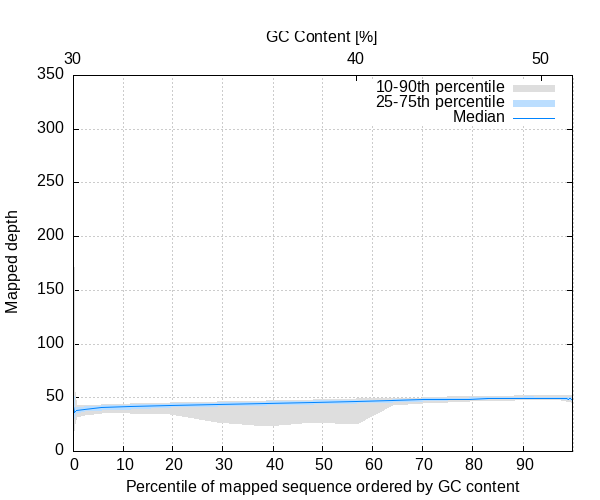 GC Content [%]
30 40 50
350
300
250
200
150
100
50
0
10-90th percentile
25-75th percentile
Median
Mapped depth
0 10 20 30 40 50 60 70 80 90
Percentile of mapped sequence ordered by GC content